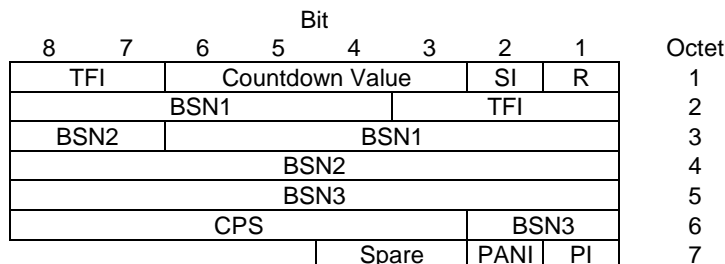 Bit
8 7 6 5 4 3 2 1 Octet
TFI Countdown Value SI R 1
BSN1 TFI 2
BSN2 BSN1 3
BSN2 4
BSN3 5
CPS BSN3 6
Spare PANI PI 7